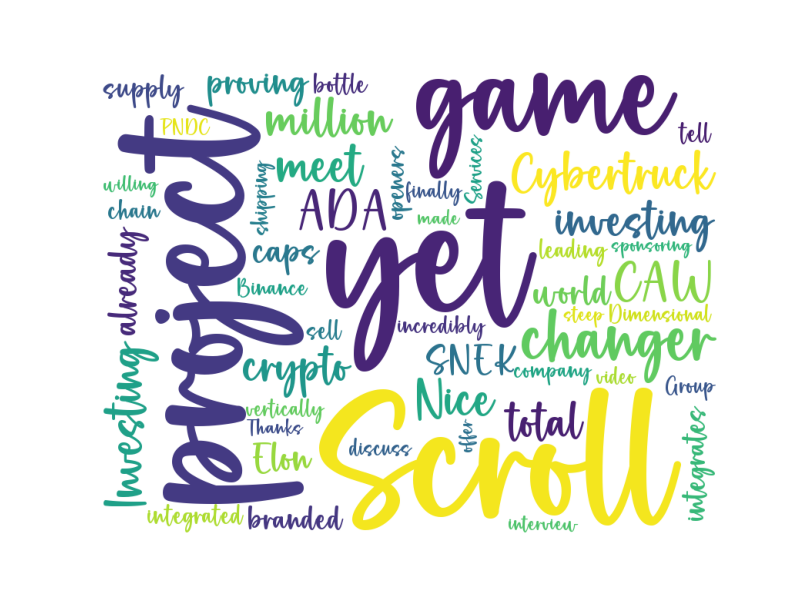 supply
proving
bottle
game
PNDC
million
tell
project
meet
openers
Services
Cybertruck
willing
shipping
finally
chain
ADA
made
investing
already
caps
yet
leading
sponsoring
Binance
world
CAW
steep
Dimensional
sell
incredibly
changer
Investing
crypto
SNEK
company
video
Group
vertically
Nice
Scroll
total
Thanks
offer
integrates
Elon
discuss
integrated
branded
interview